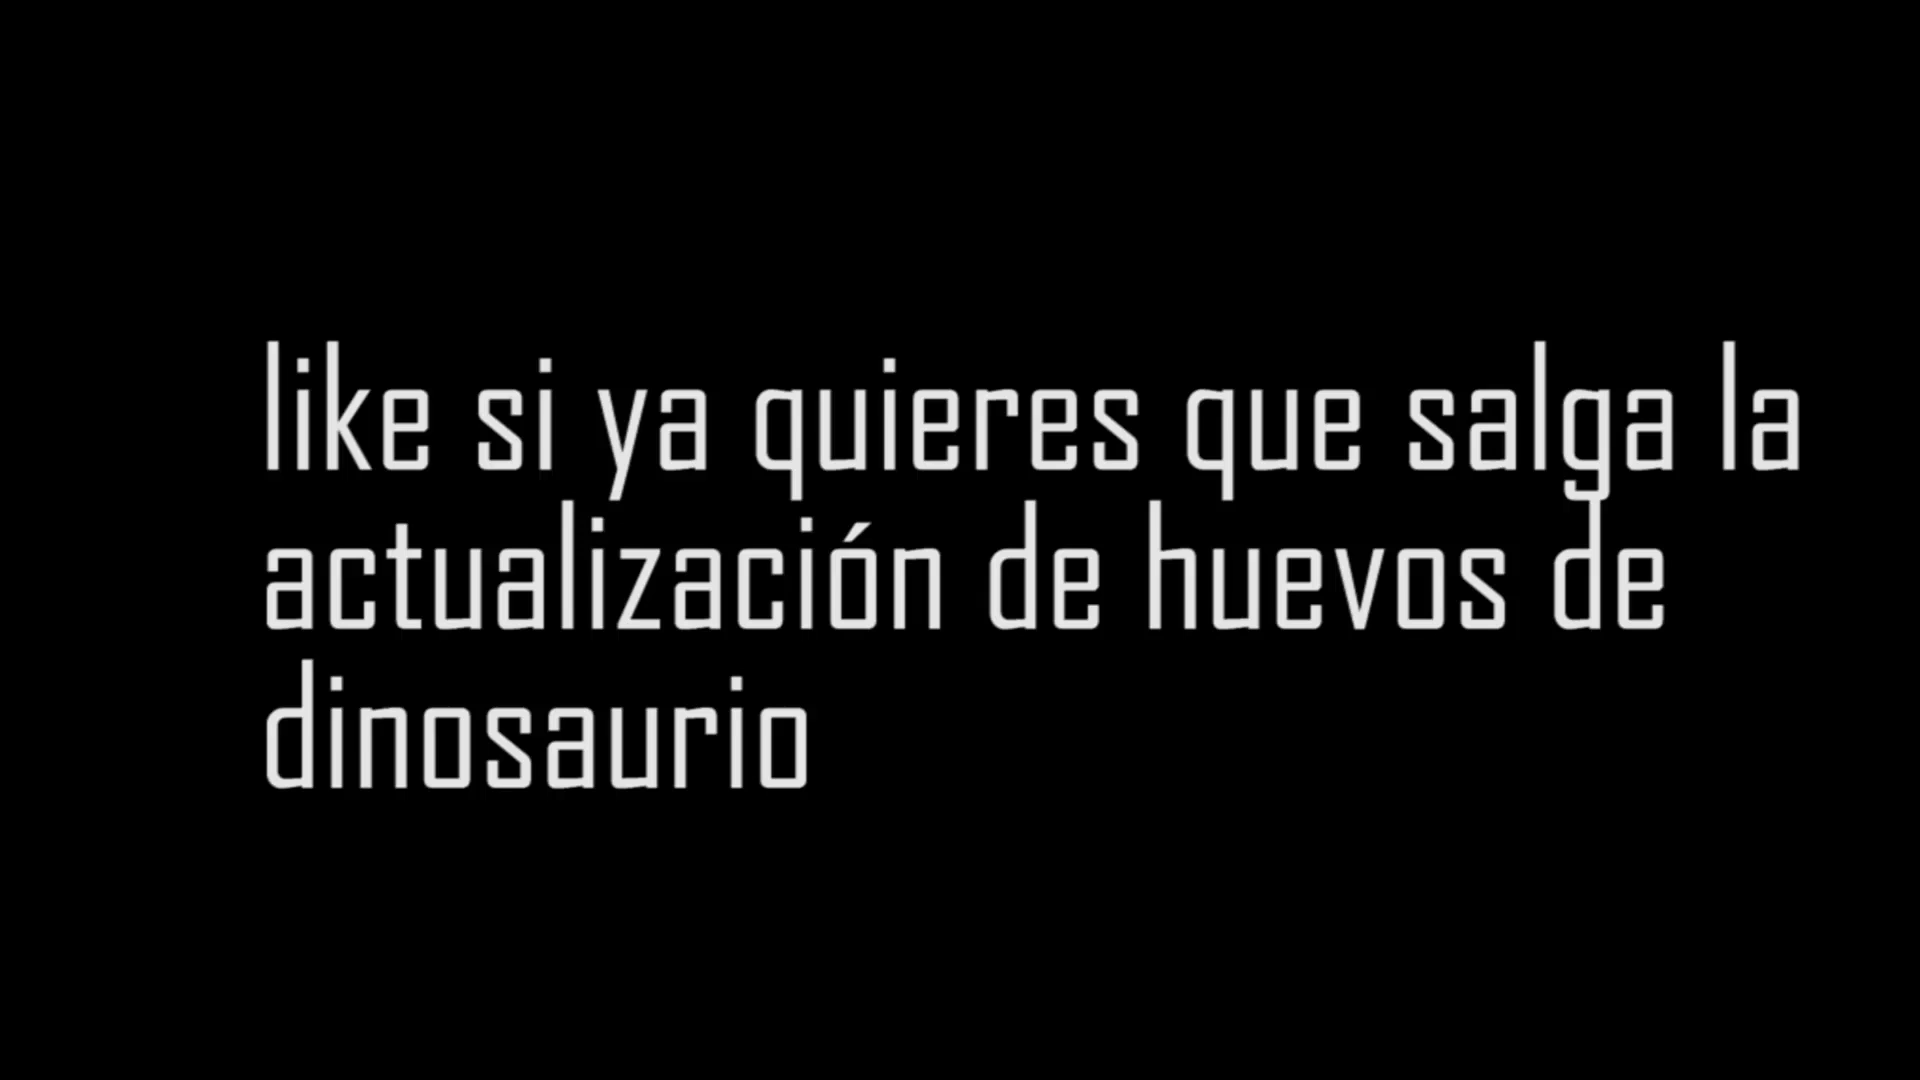 like si ya quieres que salga la
actualización de huevos de
dinosaurio